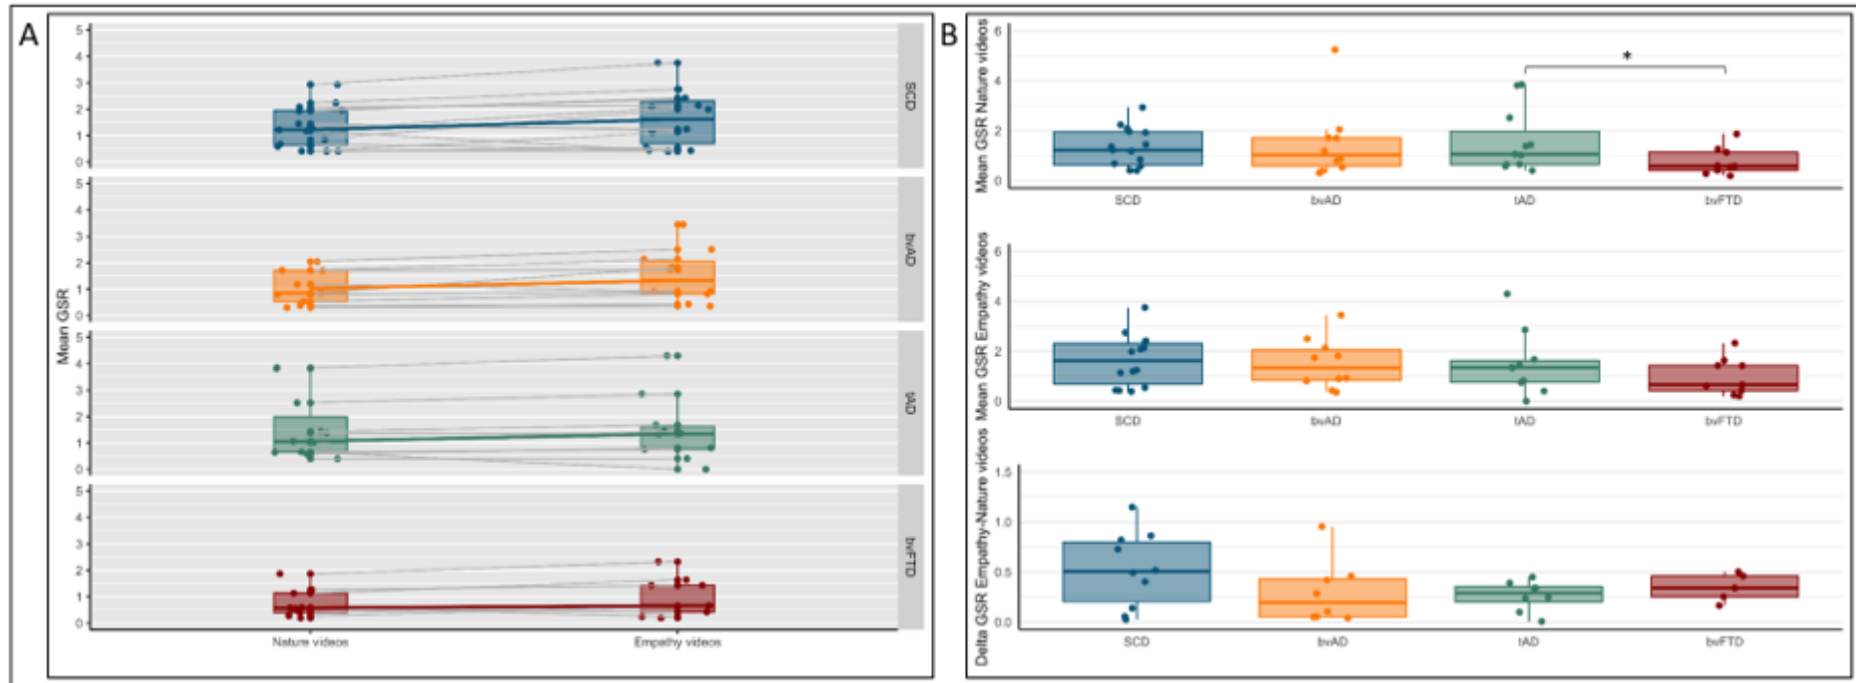 A
Mean GSR
5
4
3
2
1
0
SCD
5
4
3
2
1
0
bvAD
5
4
3
2
1
0
tAD
5
4
3
2
1
0
bvFTD
Nature videos
Empathy videos
B
Mean GSR Nature videos
6
4
2
0
*
SCD
bvAD
tAD
bvFTD
Mean GSR Empathy videos
6
4
2
0
SCD
bvAD
tAD
bvFTD
Delta GSR Empathy-Nature videos
1.5
1.0
0.5
0.0
SCD
bvAD
tAD
bvFTD